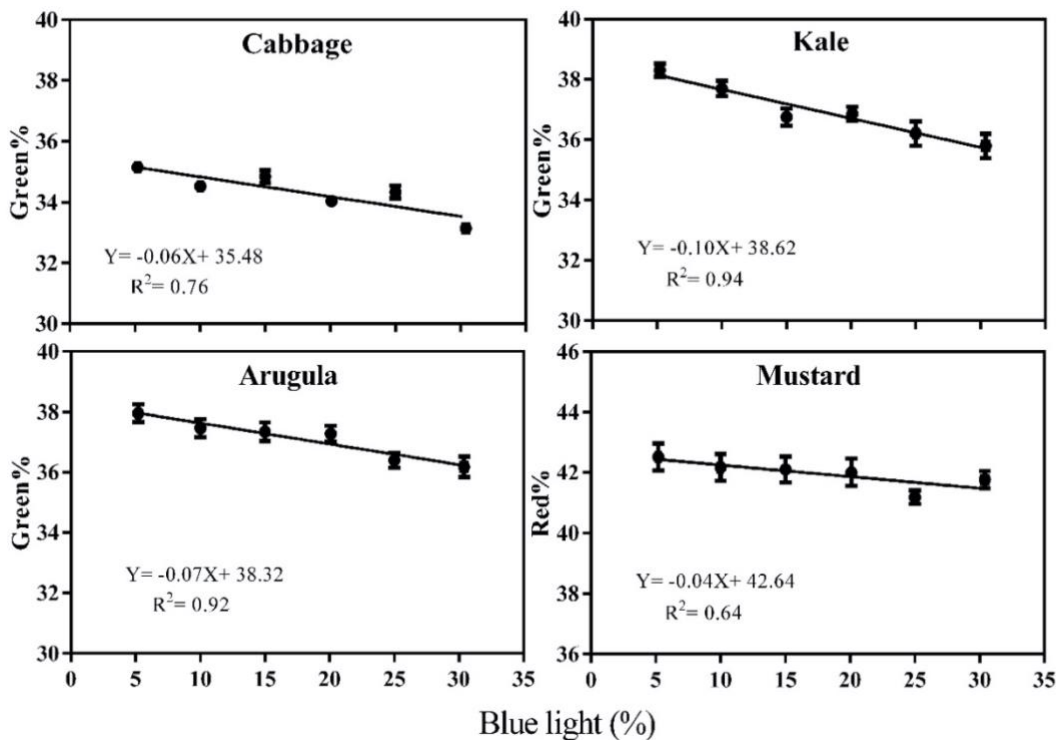 Cabbage
Green%
40
38
36
34
32
30
Y= -0.06X+ 35.48
R²= 0.76
Kale
Green%
40
38
36
34
32
30
Y= -0.10X+ 38.62
R²= 0.94
Arugula
Green%
40
38
36
34
32
30
Y= -0.07X+ 38.32
R²= 0.92
0 5 10 15 20 25 30 35
Mustard
Red%
46
44
42
40
38
36
Y= -0.04X+ 42.64
R²= 0.64
0 5 10 15 20 25 30 35
Blue light (%)